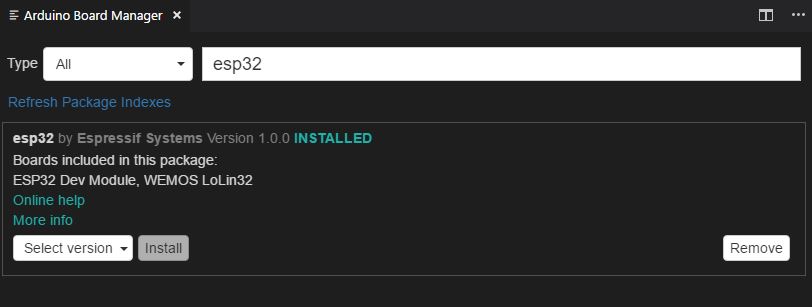 Arduino Board Manager
Type All esp32
Refresh Package Indexes
esp32 by Espressif Systems Version 1.0.0 INSTALLED
Boards included in this package:
ESP32 Dev Module, WEMOS LoLin32
Online help
More info
Select version Install Remove